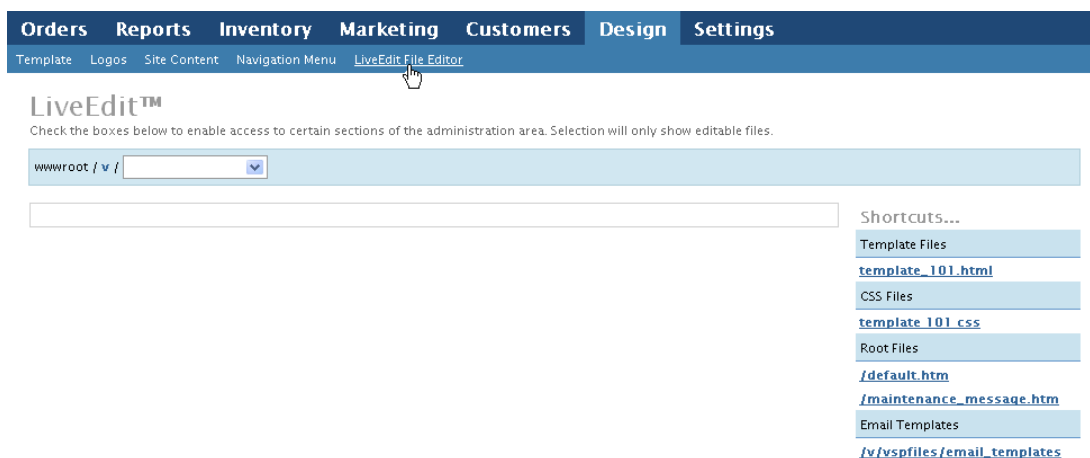 Orders Reports Inventory Marketing Customers Design Settings
Template Logos Site Content Navigation Menu LiveEdit File Editor
LiveEdit™
Check the boxes below to enable access to certain sections of the administration area. Selection will only show editable files.
wwwroot / v /
Shortcuts...
Template Files
template_101.html
CSS Files
template 101 css
Root Files
/default.htm
/maintenance_message.htm
Email Templates
/v/vspfiles/email_templates